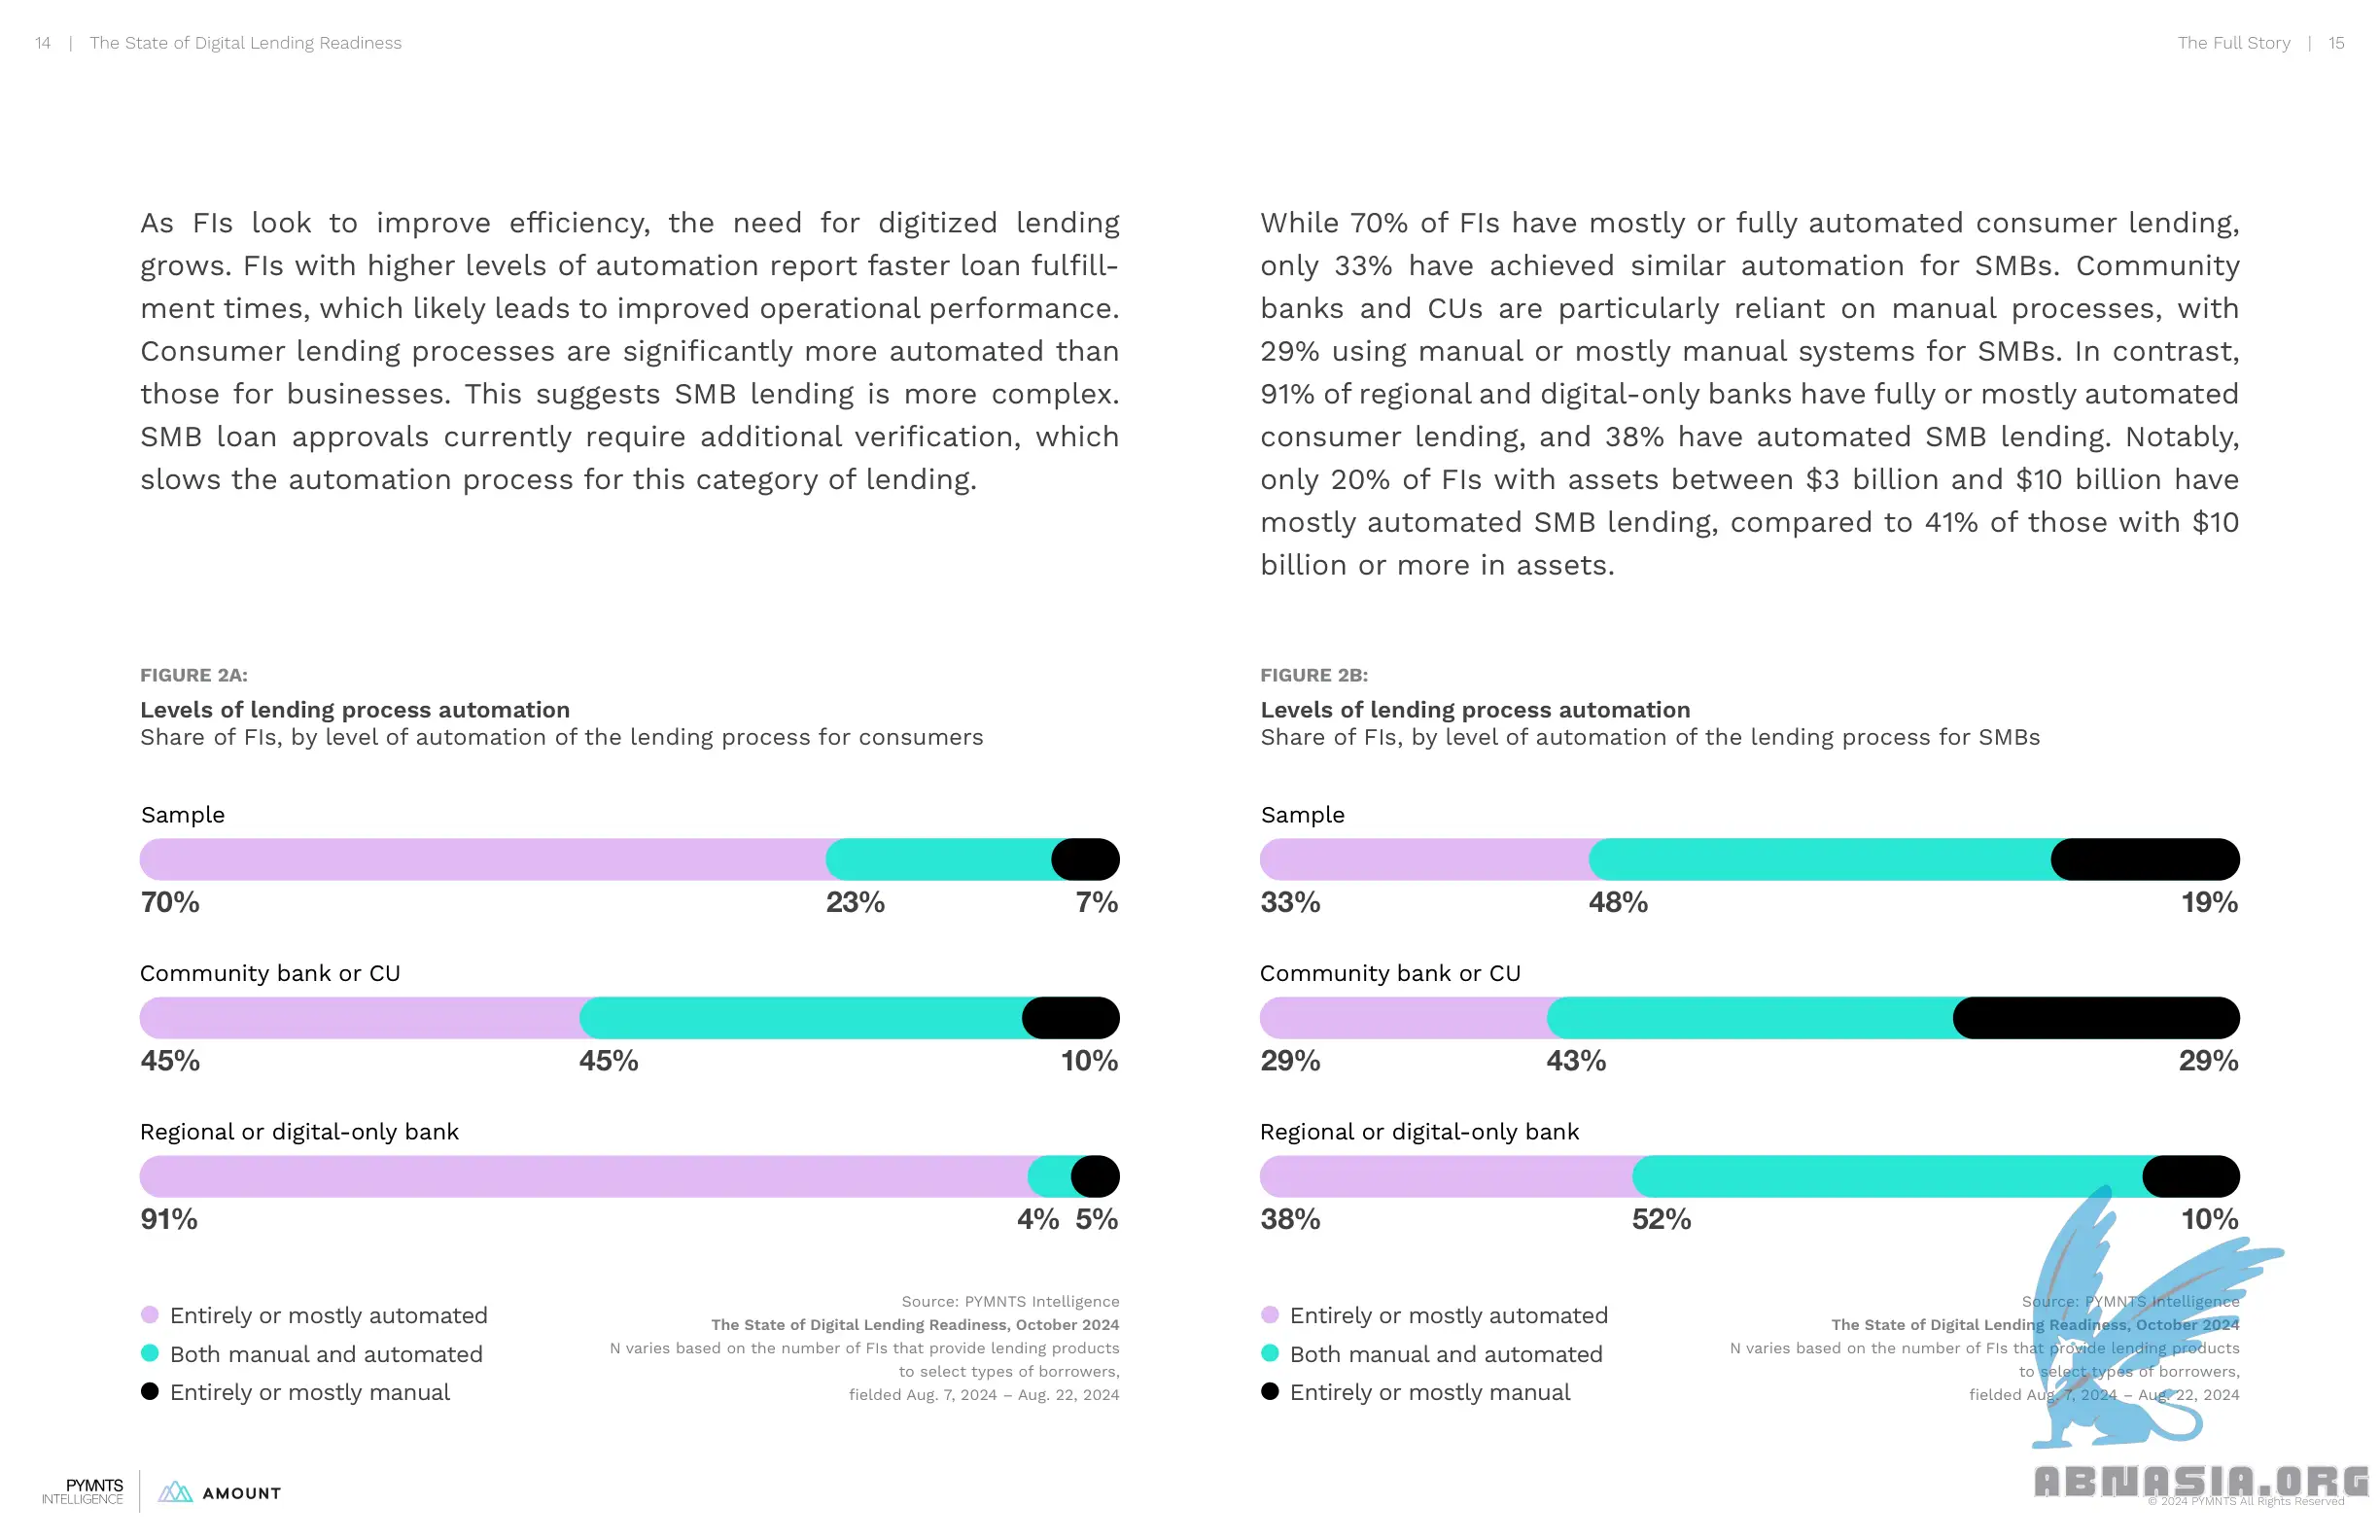 14 | The State of Digital Lending Readiness
The Full Story | 15
As FIs look to improve efficiency, the need for digitized lending
grows. FIs with higher levels of automation report faster loan fulfill-
ment times, which likely leads to improved operational performance.
Consumer lending processes are significantly more automated than
those for businesses. This suggests SMB lending is more complex.
SMB loan approvals currently require additional verification, which
slows the automation process for this category of lending.
While 70% of FIs have mostly or fully automated consumer lending,
only 33% have achieved similar automation for SMBs. Community
banks and CUs are particularly reliant on manual processes, with
29% using manual or mostly manual systems for SMBs. In contrast,
91% of regional and digital-only banks have fully or mostly automated
consumer lending, and 38% have automated SMB lending. Notably,
only 20% of FIs with assets between $3 billion and $10 billion have
mostly automated SMB lending, compared to 41% of those with $10
billion or more in assets.
FIGURE 2A:
Levels of lending process automation
Share of FIs, by level of automation of the lending process for consumers
Sample
70% 23% 7%
Community bank or CU
45% 45% 10%
Regional or digital-only bank
91% 4% 5%
Entirely or mostly automated
Both manual and automated
Entirely or mostly manual
Source: PYMNTS Intelligence
The State of Digital Lending Readiness, October 2024
N varies based on the number of FIs that provide lending products
to select types of borrowers,
fielded Aug. 7, 2024 – Aug. 22, 2024
FIGURE 2B:
Levels of lending process automation
Share of FIs, by level of automation of the lending process for SMBs
Sample
33% 48% 19%
Community bank or CU
29% 43% 29%
Regional or digital-only bank
38% 52% 10%
Entirely or mostly automated
Both manual and automated
Entirely or mostly manual
Source: PYMNTS Intelligence
The State of Digital Lending Readiness, October 2024
N varies based on the number of FIs that provide lending products
to select types of borrowers,
fielded Aug. 7, 2024 – Aug. 22, 2024
PYMNTS
INTELLIGENCE
AMOUNT
ABNASIA.ORG
© 2024 PYMNTS All Rights Reserved